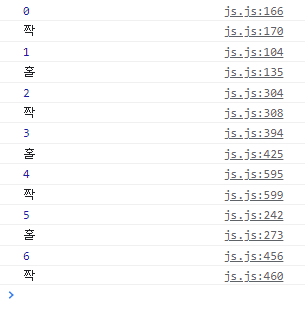 0 js.js:166
짝 js.js:170
1 js.js:104
홀 js.js:135
2 js.js:304
짝 js.js:308
3 js.js:394
홀 js.js:425
4 js.js:595
짝 js.js:599
5 js.js:242
홀 js.js:273
6 js.js:456
짝 js.js:460
>